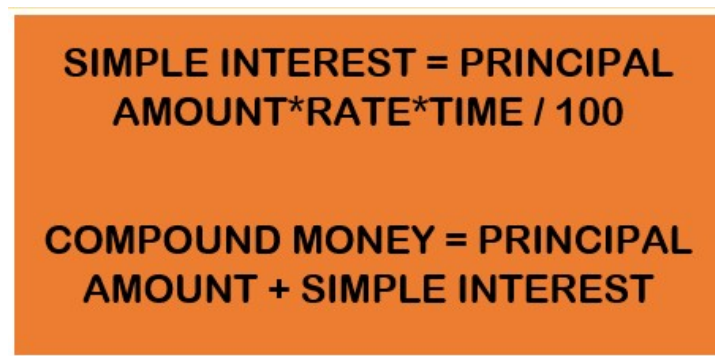 SIMPLE INTEREST = PRINCIPAL
AMOUNT*RATE*TIME / 100
COMPOUND MONEY = PRINCIPAL
AMOUNT + SIMPLE INTEREST